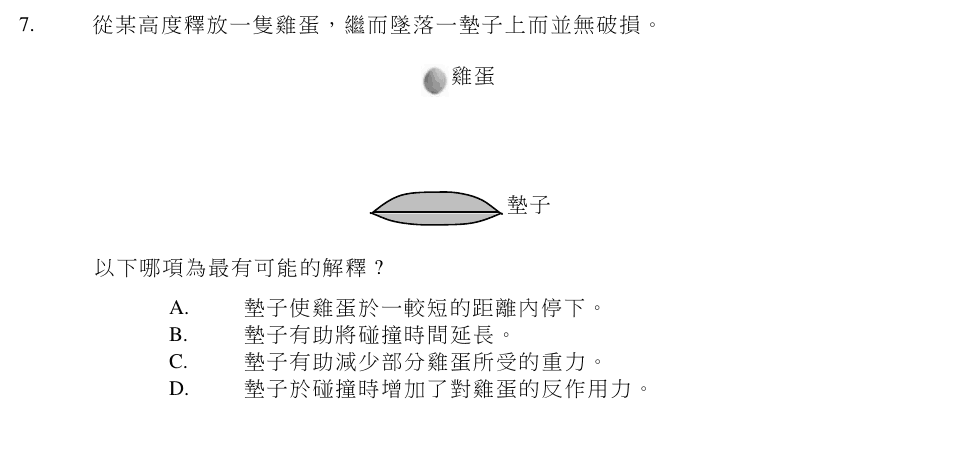 7. 從某高度釋放一隻雞蛋，繼而墜落一墊子上而並無破損。
雞蛋
墊子
以下哪項為最有可能的解釋？
A. 墊子使雞蛋於一較短的距離內停下。
B. 墊子有助將碰撞時間延長。
C. 墊子有助減少部分雞蛋所受的重力。
D. 墊子於碰撞時增加了對雞蛋的反作用力。